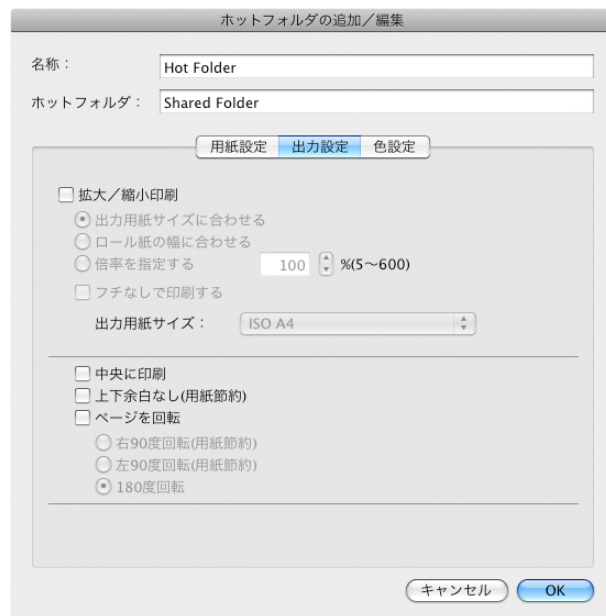 ホットフォルダの追加／編集
名称：
Hot Folder
ホットフォルダ：
Shared Folder
用紙設定 出力設定 色設定
拡大／縮小印刷
出力用紙サイズに合わせる
ロール紙の幅に合わせる
倍率を指定する 100 %(5～600)
フチなしで印刷する
出力用紙サイズ： ISO A4
中央に印刷
上下余白なし(用紙節約)
ページを回転
右90度回転(用紙節約)
左90度回転(用紙節約)
180度回転
キャンセル OK